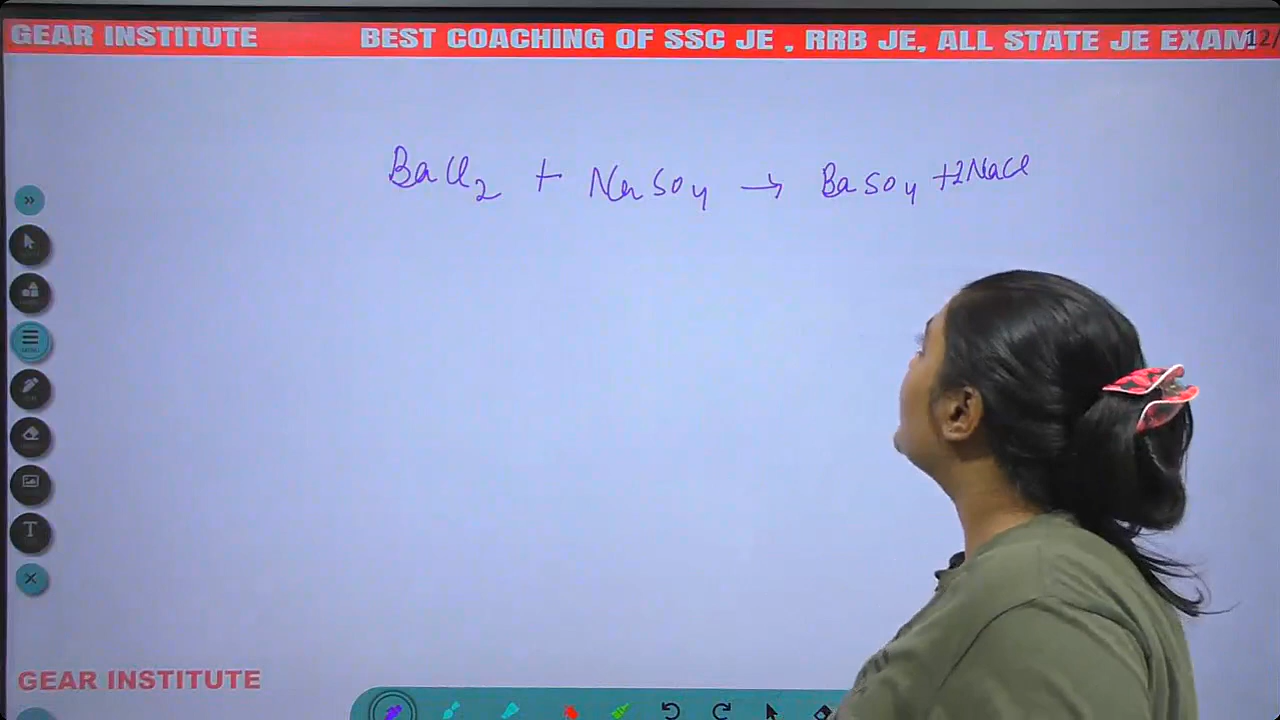 GEAR INSTITUTE BEST COACHING OF SSC JE , RRB JE, ALL STATE JE EXAM 12/
BaCl2 + NaSO4 → BaSO4 +2NaCl
T
GEAR INSTITUTE